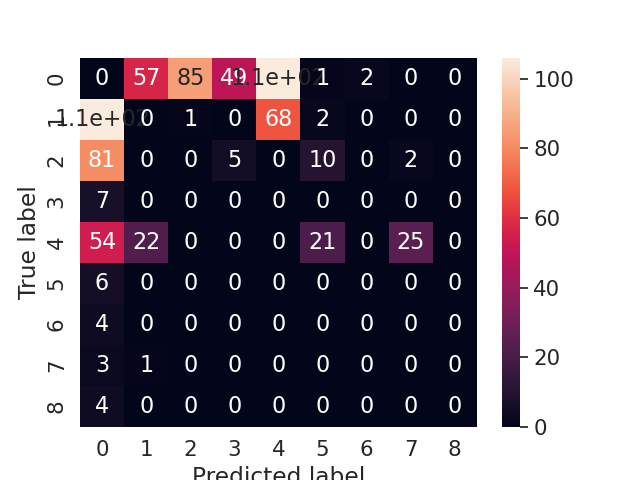 0 0 57 85 49 1.1e+02 1 2 0 0 100
1 1.1e+02 0 1 0 68 2 0 0 0
80
2 81 0 0 5 0 10 0 2 0
3 7 0 0 0 0 0 0 0 0
60
4 54 22 0 0 0 21 0 25 0
5 6 0 0 0 0 0 0 0 0
40
6 4 0 0 0 0 0 0 0 0
7 3 1 0 0 0 0 0 0 0
20
8 4 0 0 0 0 0 0 0 0
0
0 1 2 3 4 5 6 7 8
Predicted label
True label